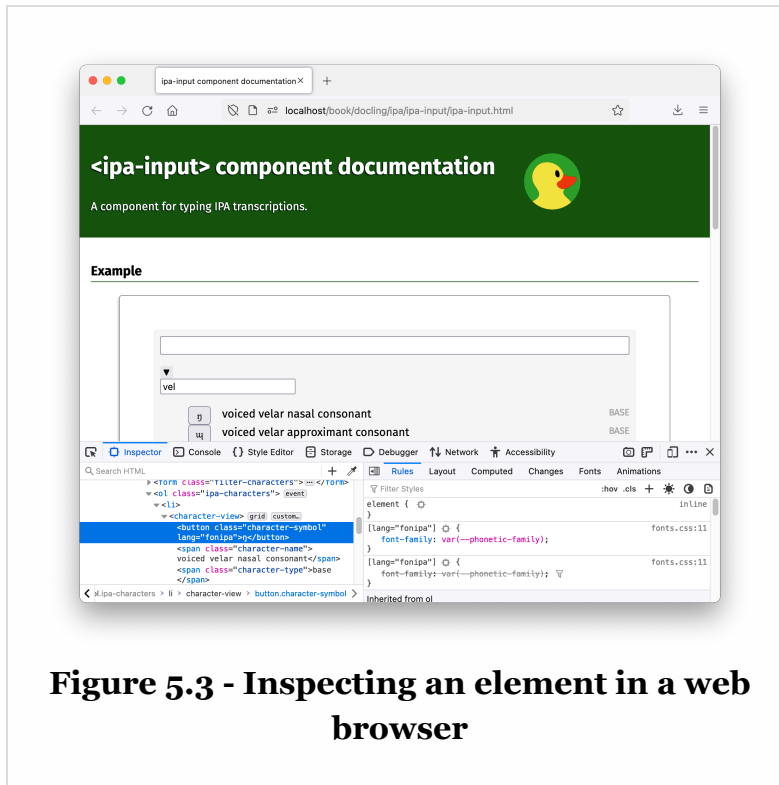 ipa-input component documentation
localhost/book/docling/ipa/ipa-input/ipa-input.html
<ipa-input> component documentation
A component for typing IPA transcriptions.
Example
▼
vel
ŋ voiced velar nasal consonant BASE
ɰ voiced velar approximant consonant BASE
Inspector Console {} Style Editor Storage Debugger Network Accessibility
Search HTML
Rules Layout Computed Changes Fonts Animations
<form class="filter-characters"> </form>
<ol class="ipa-characters"> event
<li>
<character-view> grid custom…
<button class="character-symbol"
lang="fonipa">ŋ</button>
<span class="character-name">
voiced velar nasal consonant</span>
<span class="character-type">base
</span>
ol.ipa-characters > li > character-view > button.character-symbol
Filter Styles :hov .cls
element { inline
}
[lang="fonipa"] { fonts.css:11
font-family: var(--phonetic-family);
}
[lang="fonipa"] { fonts.css:11
font-family: var(--phonetic-family);
}
Inherited from ol
Figure 5.3 - Inspecting an element in a web
browser